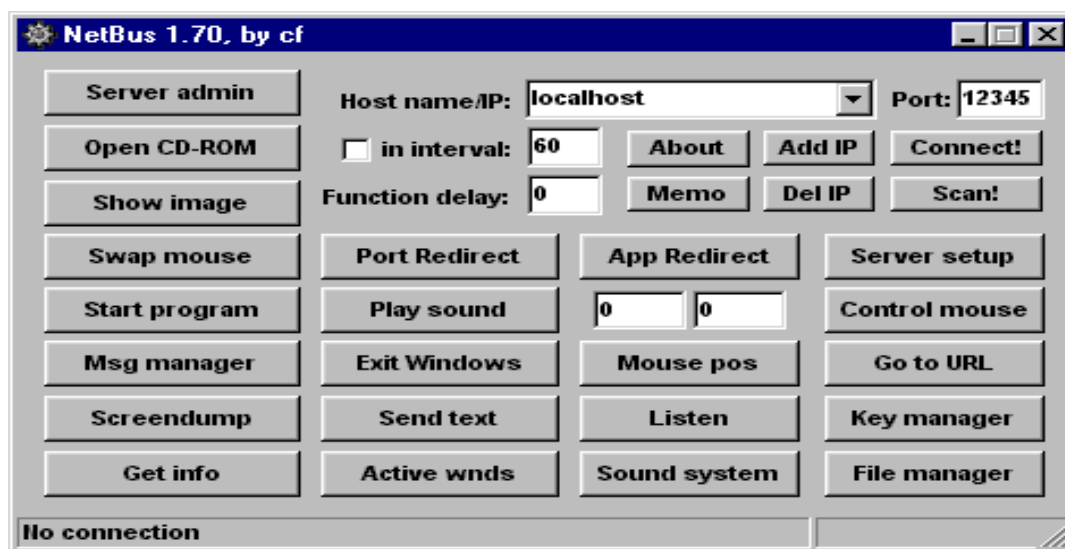 NetBus 1.70, by cf
Server admin
Host name/IP: localhost Port: 12345
Open CD-ROM
in interval: 60 About Add IP Connect!
Show image
Function delay: 0 Memo Del IP Scan!
Swap mouse Port Redirect App Redirect Server setup
Start program Play sound 0 0 Control mouse
Msg manager Exit Windows Mouse pos Go to URL
Screendump Send text Listen Key manager
Get info Active wnds Sound system File manager
No connection